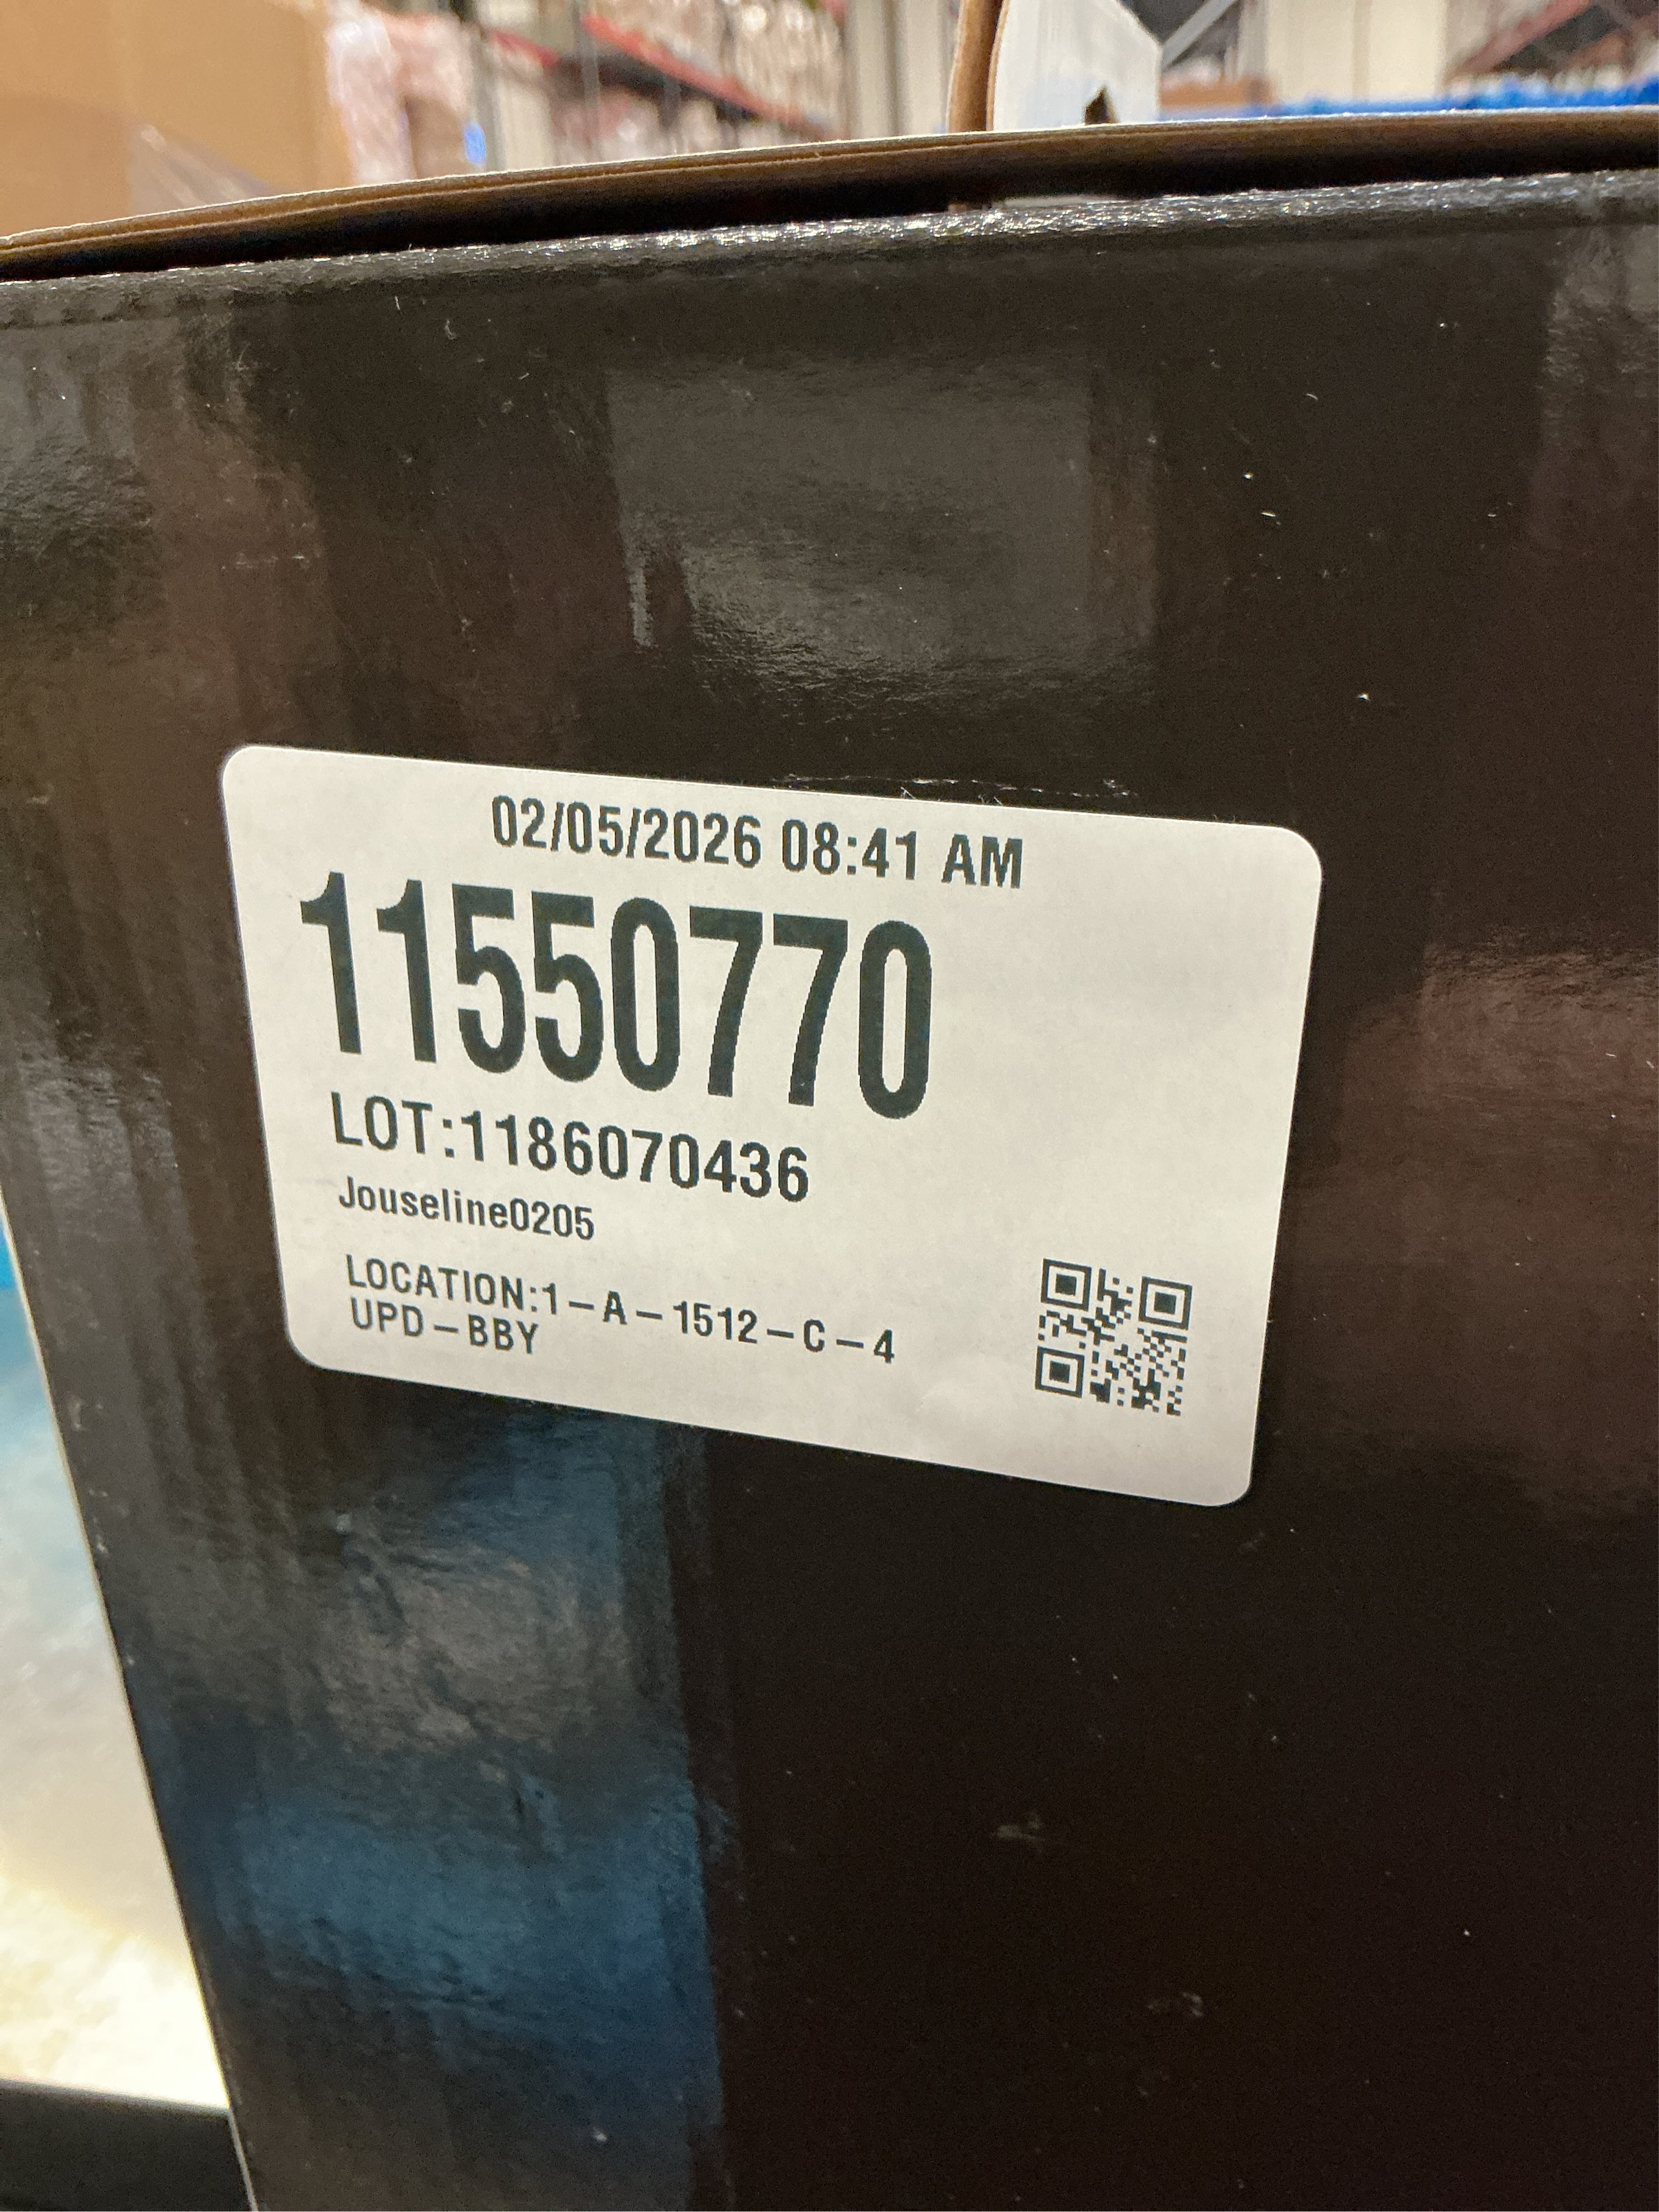 02/05/2026 08:41 AM
11550770
LOT:1186070436
Jouseline0205
LOCATION:1-A-1512-C-4
UPD-BBY